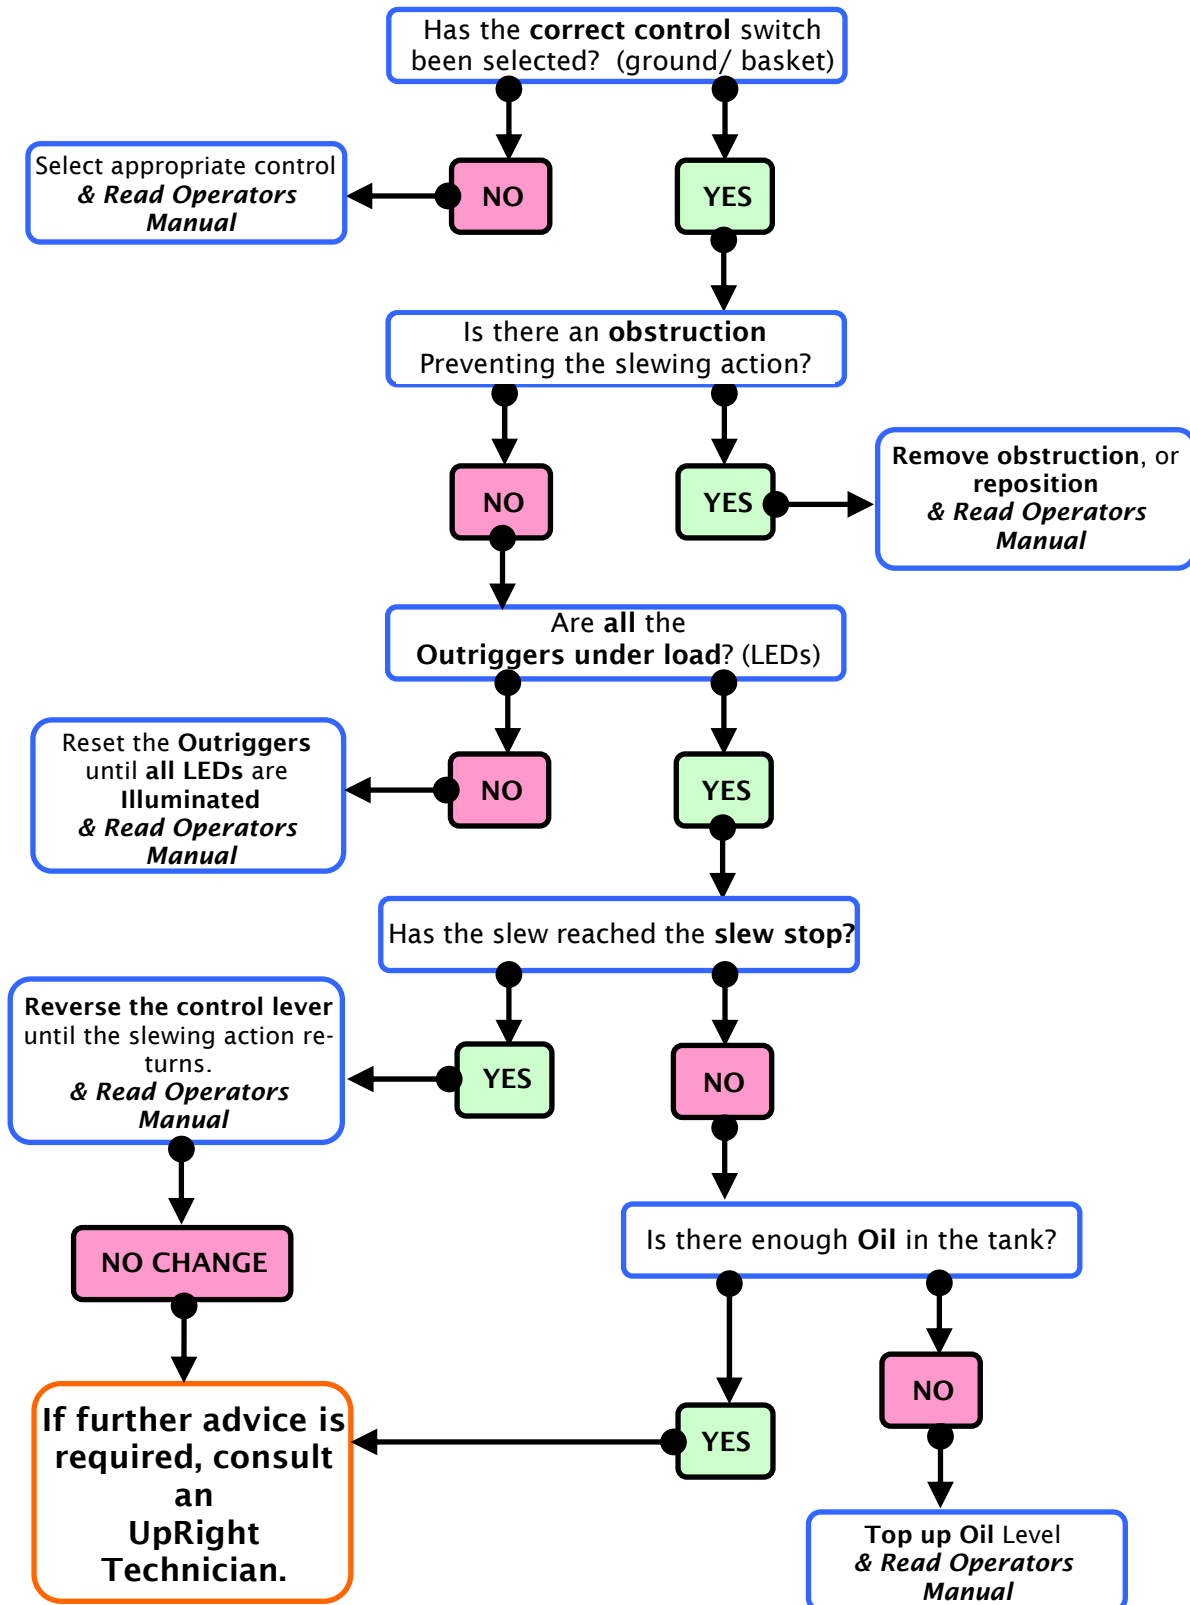 Has the correct control switch
been selected?  (ground/ basket)
Select appropriate control
& Read Operators
Manual
NO
YES
Is there an obstruction
Preventing the slewing action?
NO
YES
Remove obstruction, or
reposition
& Read Operators
Manual
Are all the
Outriggers under load? (LEDs)
Reset the Outriggers
until all LEDs are
Illuminated
& Read Operators
Manual
NO
YES
Has the slew reached the slew stop?
Reverse the control lever
until the slewing action re-
turns.
& Read Operators
Manual
YES
NO
NO CHANGE
Is there enough Oil in the tank?
If further advice is
required, consult
an
UpRight
Technician.
YES
NO
Top up Oil Level
& Read Operators
Manual